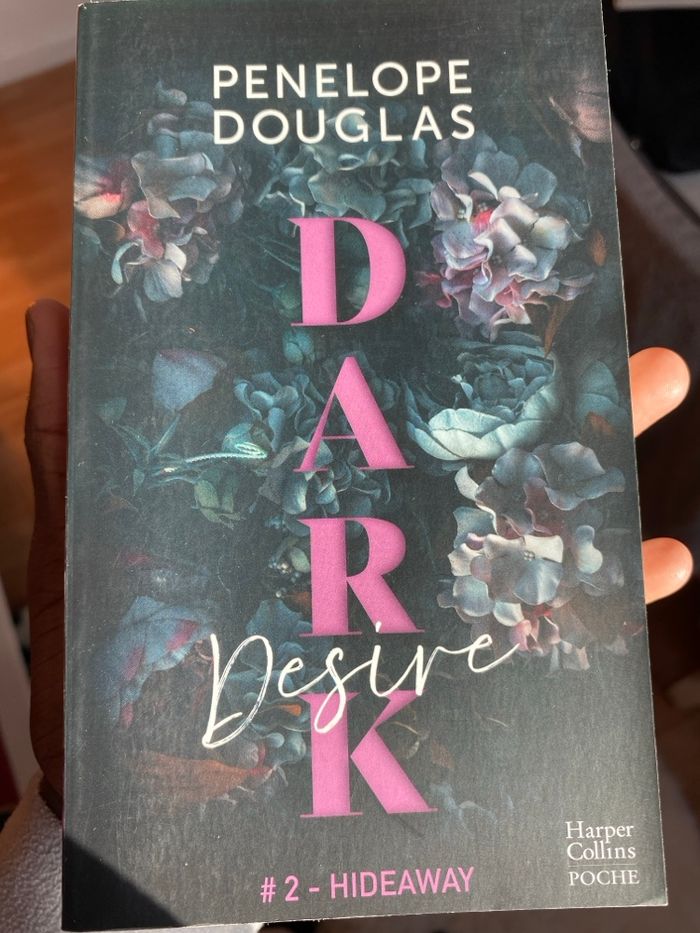 PENELOPE
DOUGLAS
DARK
Desire
# 2 - HIDEAWAY
Harper
Collins
POCHE